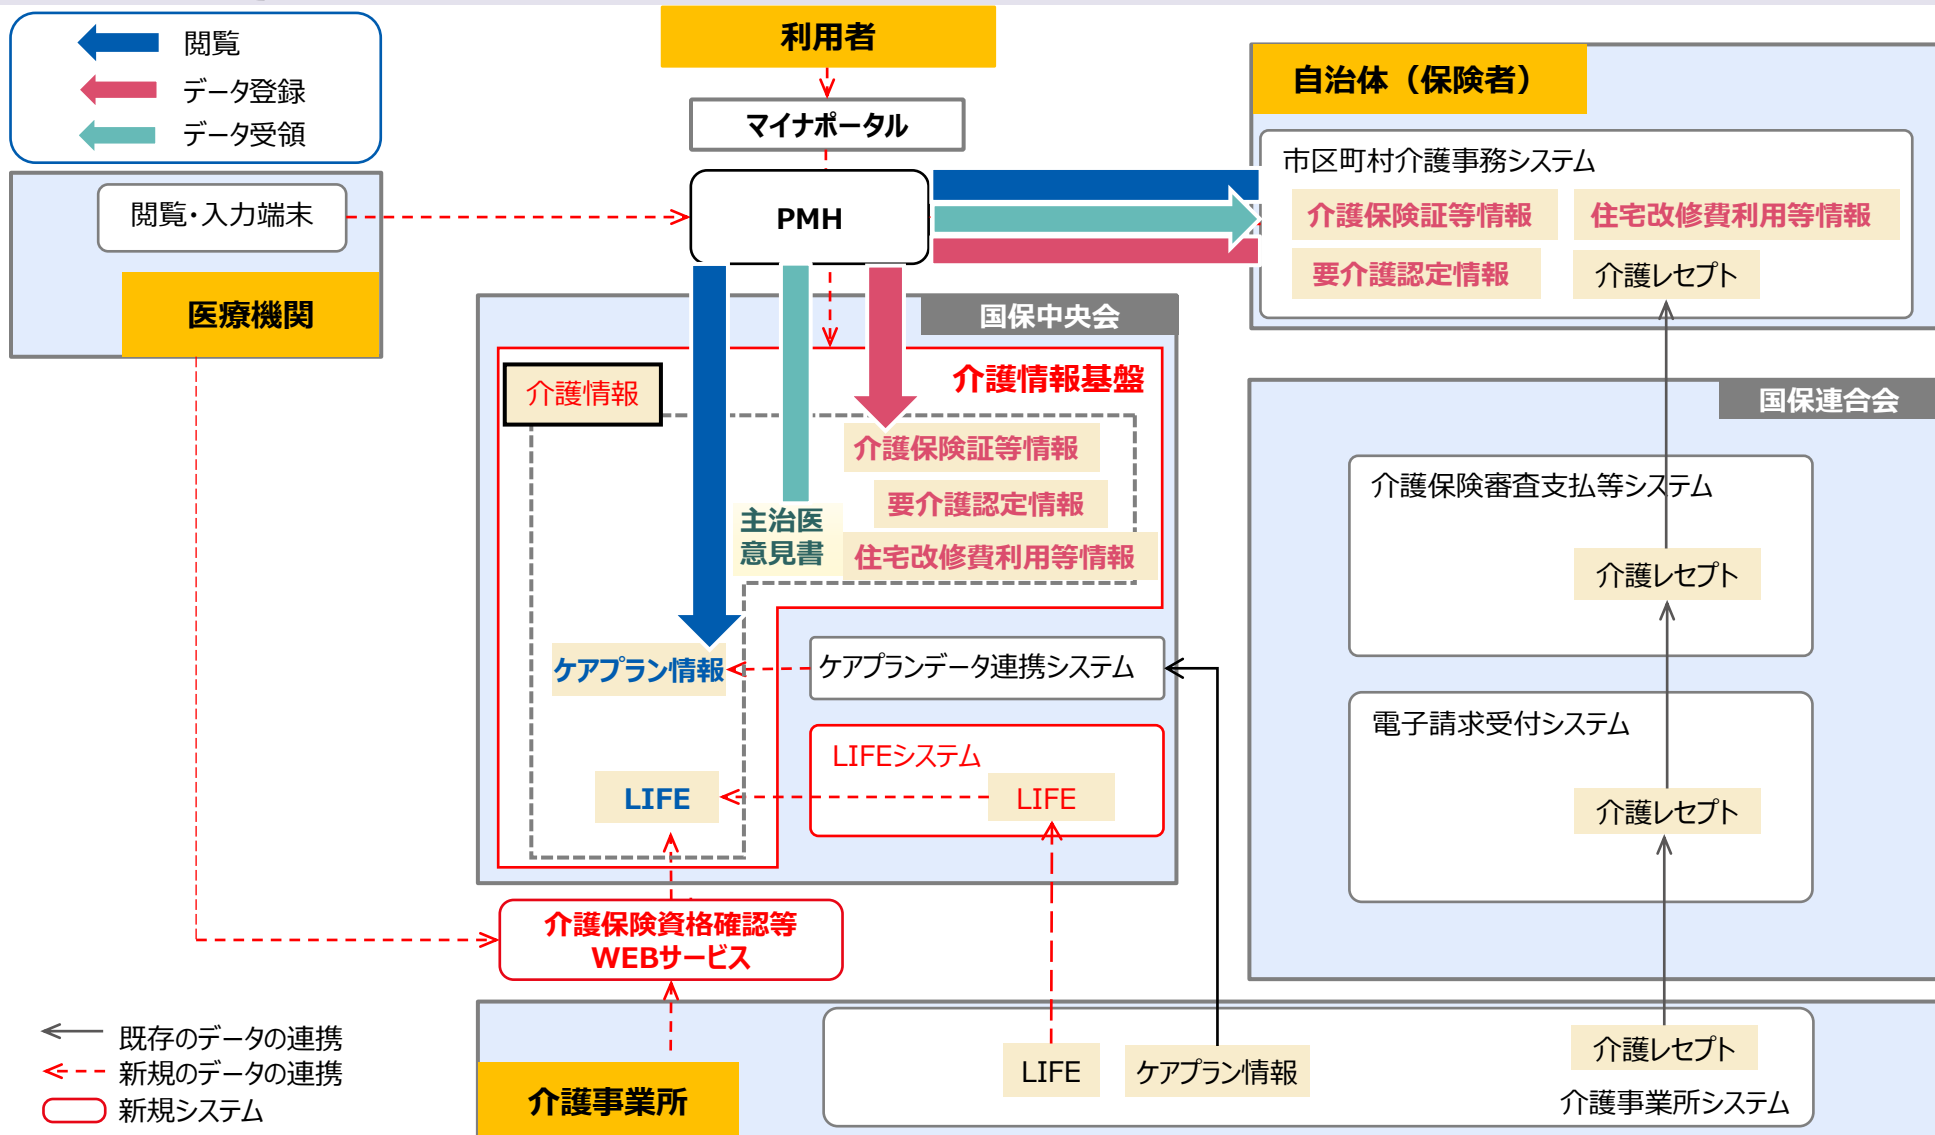 閲覧
データ登録
データ受領
利用者
マイナポータル
PMH
閲覧・入力端末
医療機関
自治体（保険者）
市区町村介護事務システム
介護保険証等情報
住宅改修費利用等情報
要介護認定情報
介護レセプト
国保中央会
介護情報基盤
介護情報
介護保険証等情報
要介護認定情報
主治医
意見書
住宅改修費利用等情報
ケアプラン情報
ケアプランデータ連携システム
LIFEシステム
LIFE
LIFE
国保連合会
介護保険審査支払等システム
介護レセプト
電子請求受付システム
介護レセプト
介護保険資格確認等
WEBサービス
介護事業所
LIFE
ケアプラン情報
介護レセプト
介護事業所システム
既存のデータの連携
新規のデータの連携
新規システム